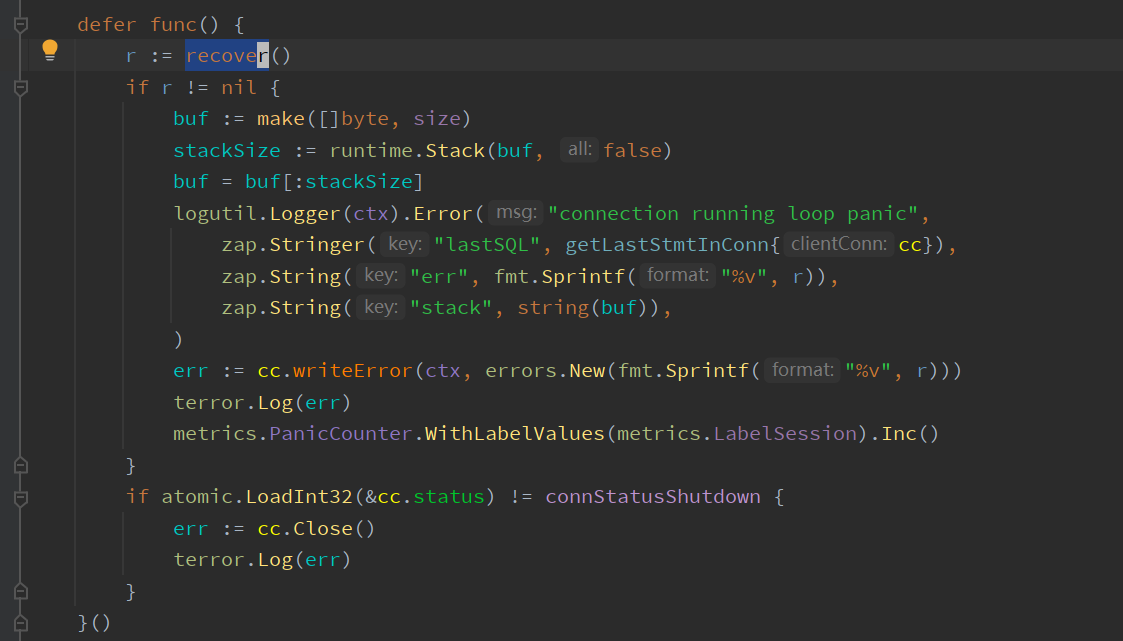 defer func() {
r := recover()
if r != nil {
buf := make([]byte, size)
stackSize := runtime.Stack(buf, all: false)
buf = buf[:stackSize]
logutil.Logger(ctx).Error( msg: "connection running loop panic",
zap.Stringer( key: "lastSQL", getLastStmtInConn{ clientConn: cc}),
zap.String( key: "err", fmt.Sprintf( format: "%v", r)),
zap.String( key: "stack", string(buf)),
)
err := cc.writeError(ctx, errors.New(fmt.Sprintf( format: "%v", r)))
terror.Log(err)
metrics.PanicCounter.WithLabelValues(metrics.LabelSession).Inc()
}
if atomic.LoadInt32(&cc.status) != connStatusShutdown {
err := cc.Close()
terror.Log(err)
}
}()